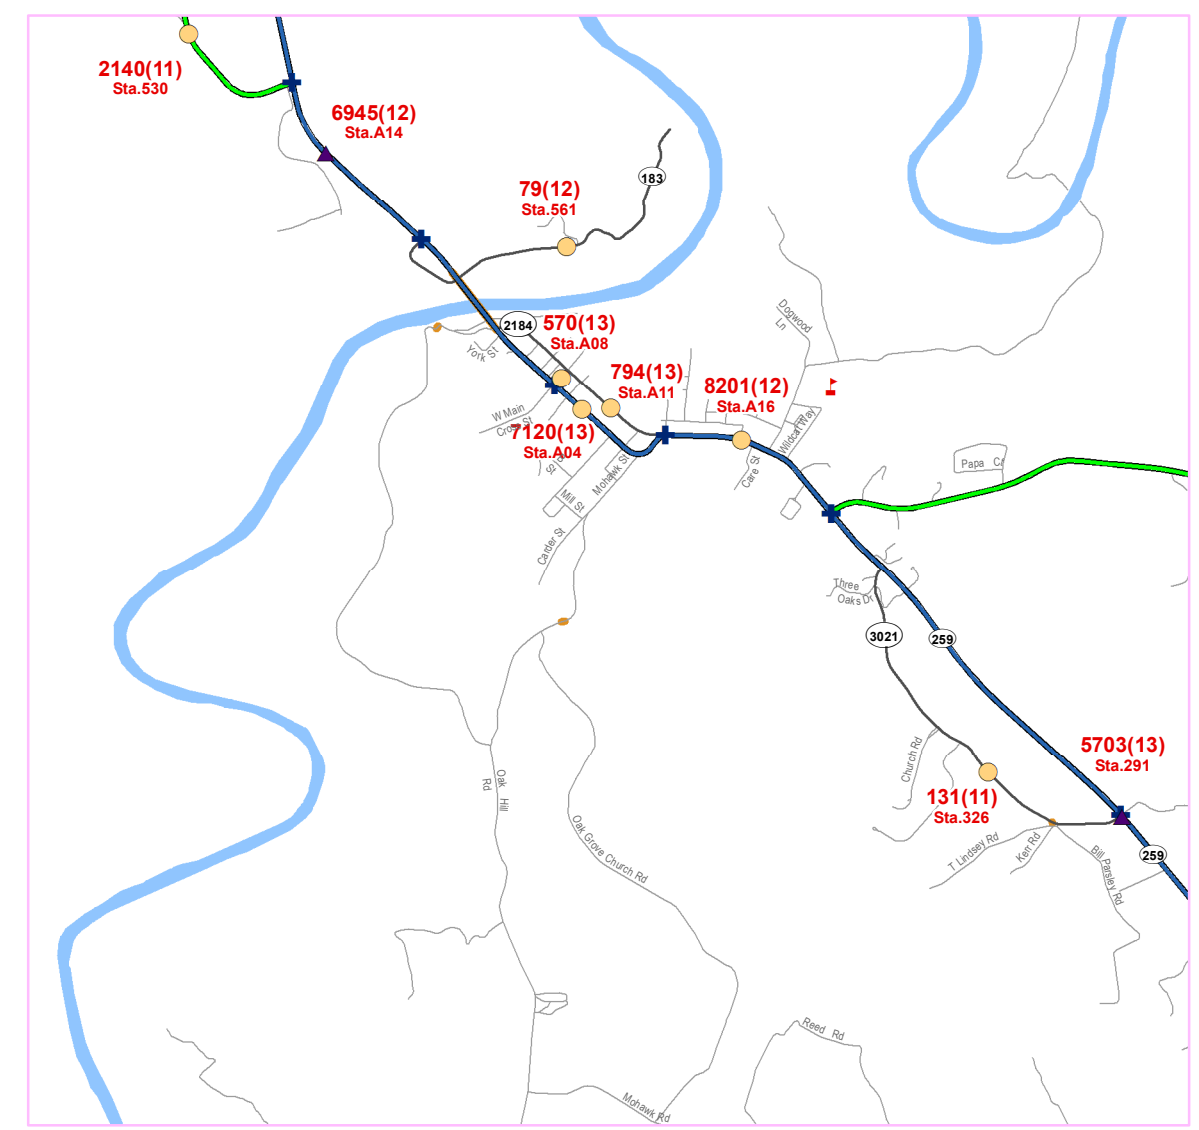 2140(11)
Sta.530
6945(12)
Sta.A14
79(12)
Sta.561
183
2184
570(13)
Sta.A08
York St
Dogwood
Ln
794(13)
Sta.A11
8201(12)
Sta.A16
W Main
Cross St
7120(13)
Sta.A04
St
Mohawk St
Mill St
Carder St
Care St
Wildcat Way
Papa Cr
Three
Oaks Dr
3021
259
Church Rd
5703(13)
Sta.291
131(11)
Sta.326
T Lindsey Rd
Kerr Rd
Bill Parsley Rd
259
Oak Hill
Rd
Oak Grove Church Rd
Reed Rd
Mohawk Rd